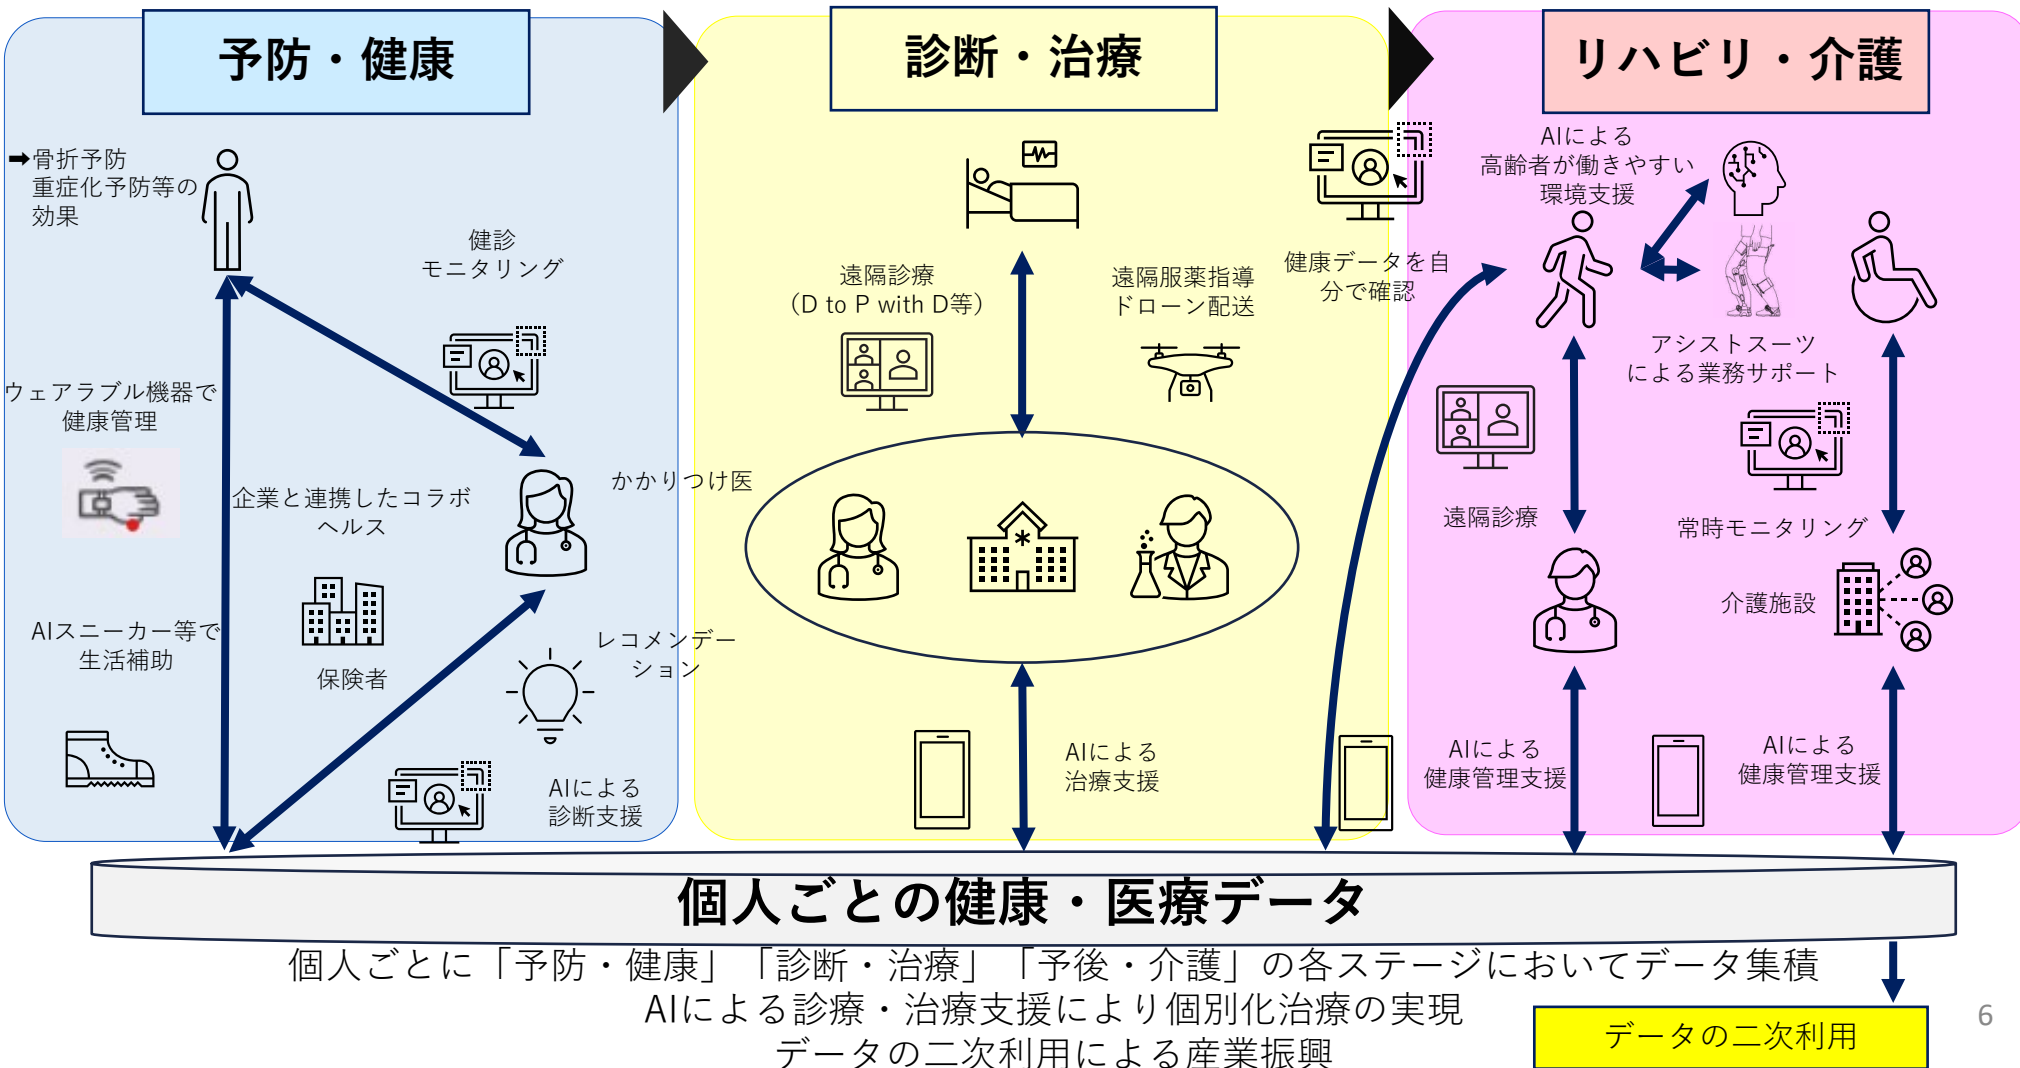 予防・健康
➡骨折予防
重症化予防等の
効果
健診
モニタリング
ウェアラブル機器で
健康管理
企業と連携したコラボ
ヘルス
かかりつけ医
AIスニーカー等で
生活補助
保険者
レコメンデー
ション
AIによる
診断支援
診断・治療
遠隔診療
（D to P with D等）
遠隔服薬指導
ドローン配送
AIによる
治療支援
健康データを自
分で確認
リハビリ・介護
AIによる
高齢者が働きやすい
環境支援
アシストスーツ
による業務サポート
遠隔診療
常時モニタリング
介護施設
AIによる
健康管理支援
AIによる
健康管理支援
個人ごとの健康・医療データ
個人ごとに「予防・健康」「診断・治療」「予後・介護」の各ステージにおいてデータ集積
AIによる診療・治療支援により個別化治療の実現
データの二次利用による産業振興
データの二次利用
6